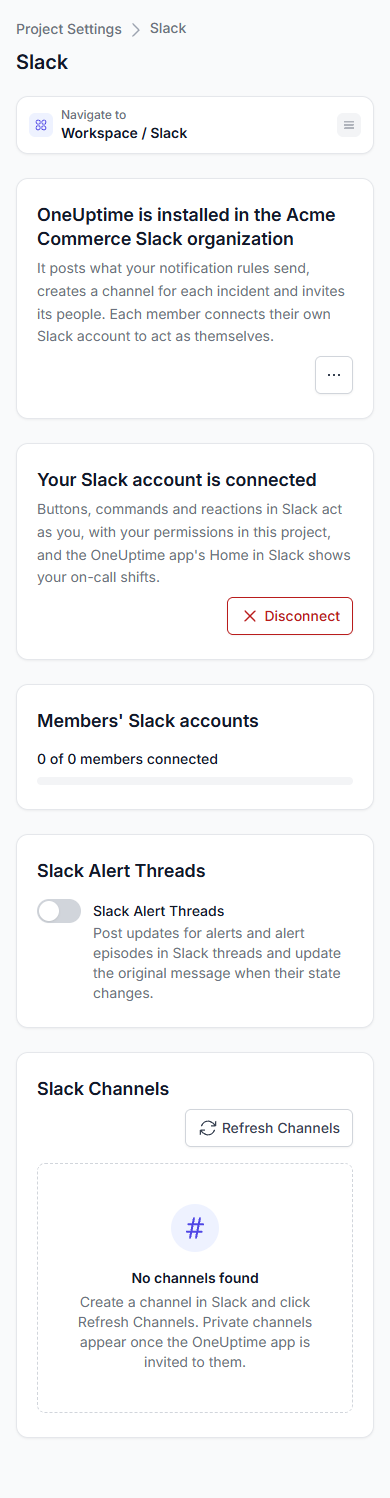 Project Settings
Slack
Slack
Navigate to
Workspace / Slack
OneUptime is installed in the Acme
Commerce Slack organization
It posts what your notification rules send,
creates a channel for each incident and invites
its people. Each member connects their own
Slack account to act as themselves.
...
Your Slack account is connected
Buttons, commands and reactions in Slack act
as you, with your permissions in this project,
and the OneUptime app's Home in Slack shows
your on-call shifts.
Disconnect
Members' Slack accounts
0 of 0 members connected
Slack Alert Threads
Slack Alert Threads
Post updates for alerts and alert
episodes in Slack threads and update
the original message when their state
changes.
Slack Channels
Refresh Channels
#
No channels found
Create a channel in Slack and click
Refresh Channels. Private channels
appear once the OneUptime app is
invited to them.